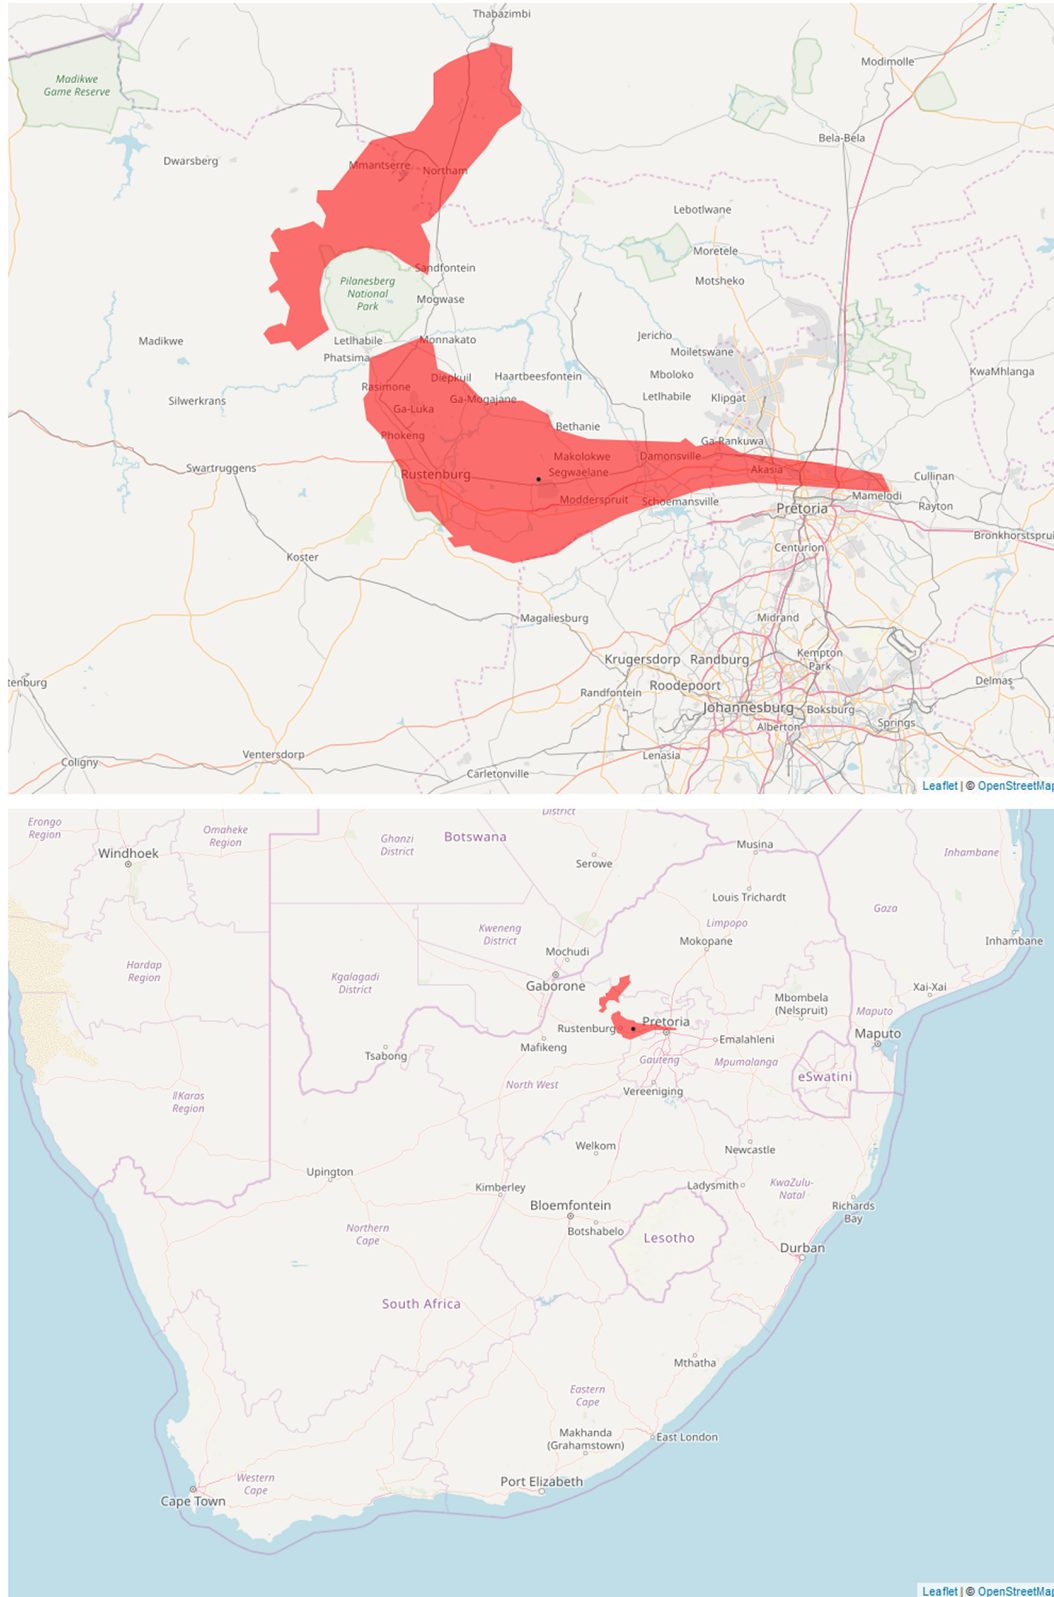 Thabazimbi
Modimolle
Madikwe
Game Reserve
Bela-Bela
Dwarsberg
Mmantserre
Northam
Lebotlwane
Moretele
Sandfontein
Motsheko
Pilanesberg
National
Park
Mogwase
Madikwe
Letlhabile
Monnakato
Jericho
Moiletswane
Phatsima
KwaMhlanga
Diepkuil
Haartbeesfontein
Mboloko
Rasimone
Silwerkrans
Ga-Mogajane
Letlhabile
Klipgat
Ga-Luka
Bethanie
Phokeng
Ga-Rankuwa
Makolokwe
Damonsville
Swartruggens
Rustenburg
Segwaelane
Akasia
Cullinan
Modderspruit
Schoemansville
Mamelodi
Rayton
Pretoria
Bronkhorstsprui
Koster
Centurion
Magaliesburg
Midrand
Krugersdorp
Randburg
Kempton
Park
tenburg
Roodepoort
Delmas
Randfontein
Johannesburg
Boksburg
Springs
Alberton
Ventersdorp
Lenasia
Coligny
Carletonville
Leaflet | © OpenStreetMap
District
Erongo
Region
Omaheke
Region
Ghanzi
District
Botswana
Musina
Windhoek
Serowe
Inhambane
Louis Trichardt
Gaza
Limpopo
Kweneng
District
Mokopane
Inhambane
Mochudi
Hardap
Region
Kgalagadi
District
Gaborone
Xai-Xai
Mbombela
(Nelspruit)
Maputo
Pretoria
Rustenburg
Maputo
Emalahleni
Mafikeng
Tsabong
Gauteng
Mpumalanga
eSwatini
North West
Vereeniging
ǁKaras
Region
Welkom
Newcastle
Upington
Kimberley
Ladysmith
KwaZulu-
Natal
Bloemfontein
Richards
Bay
Botshabelo
Northern
Cape
Lesotho
Durban
South Africa
Mthatha
Eastern
Cape
Makhanda
(Grahamstown)
East London
Western
Cape
Port Elizabeth
Cape Town
Leaflet | © OpenStreetMap